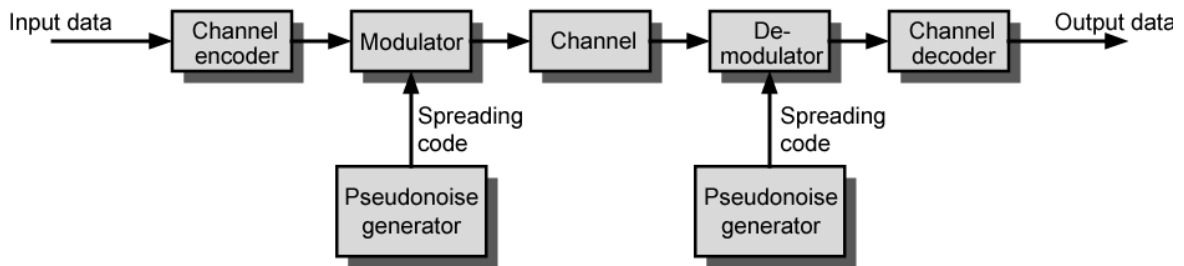 Input data
Channel
encoder
Modulator
Channel
De-
modulator
Channel
decoder
Output data
Spreading
code
Spreading
code
Pseudonoise
generator
Pseudonoise
generator